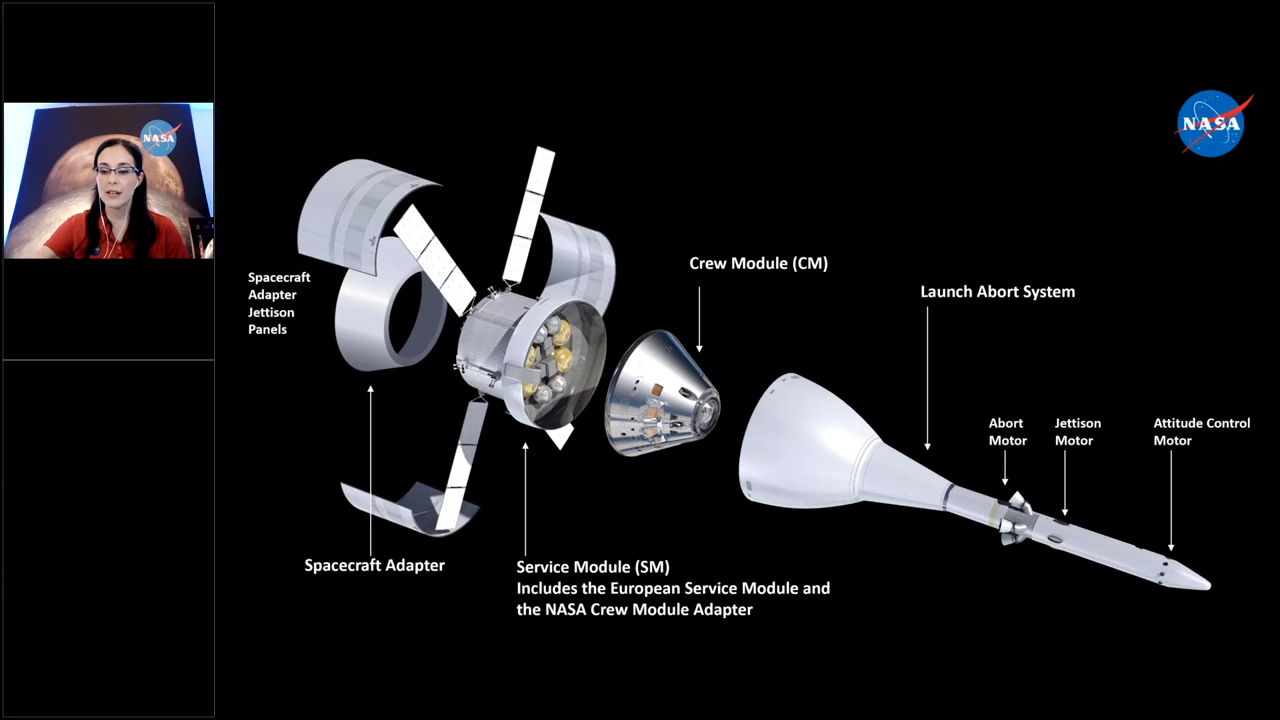 NASA
NASA
Spacecraft
Adapter
Jettison
Panels
Crew Module (CM)
Launch Abort System
Abort
Motor
Jettison
Motor
Attitude Control
Motor
Spacecraft Adapter
Service Module (SM)
Includes the European Service Module and
the NASA Crew Module Adapter